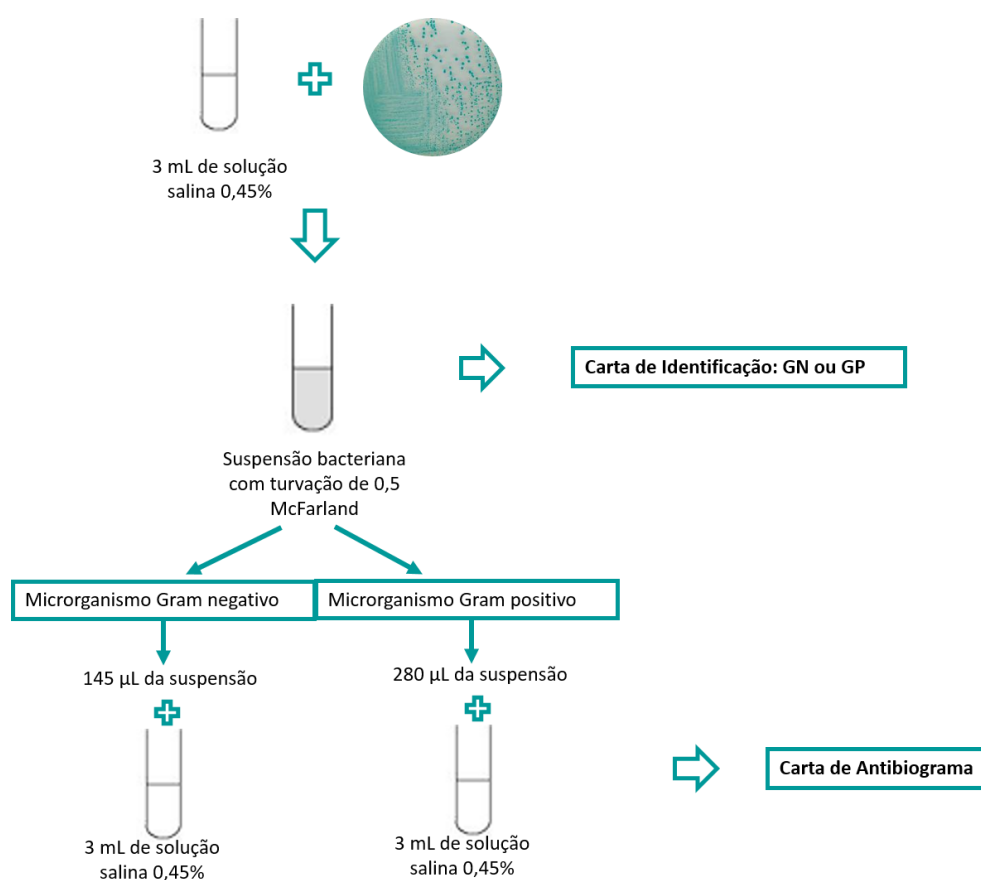 3 mL de solução
salina 0,45%
Carta de Identificação: GN ou GP
Suspensão bacteriana
com turvação de 0,5
McFarland
Microrganismo Gram negativo
Microrganismo Gram positivo
145 µL da suspensão
280 µL da suspensão
Carta de Antibiograma
3 mL de solução
salina 0,45%
3 mL de solução
salina 0,45%